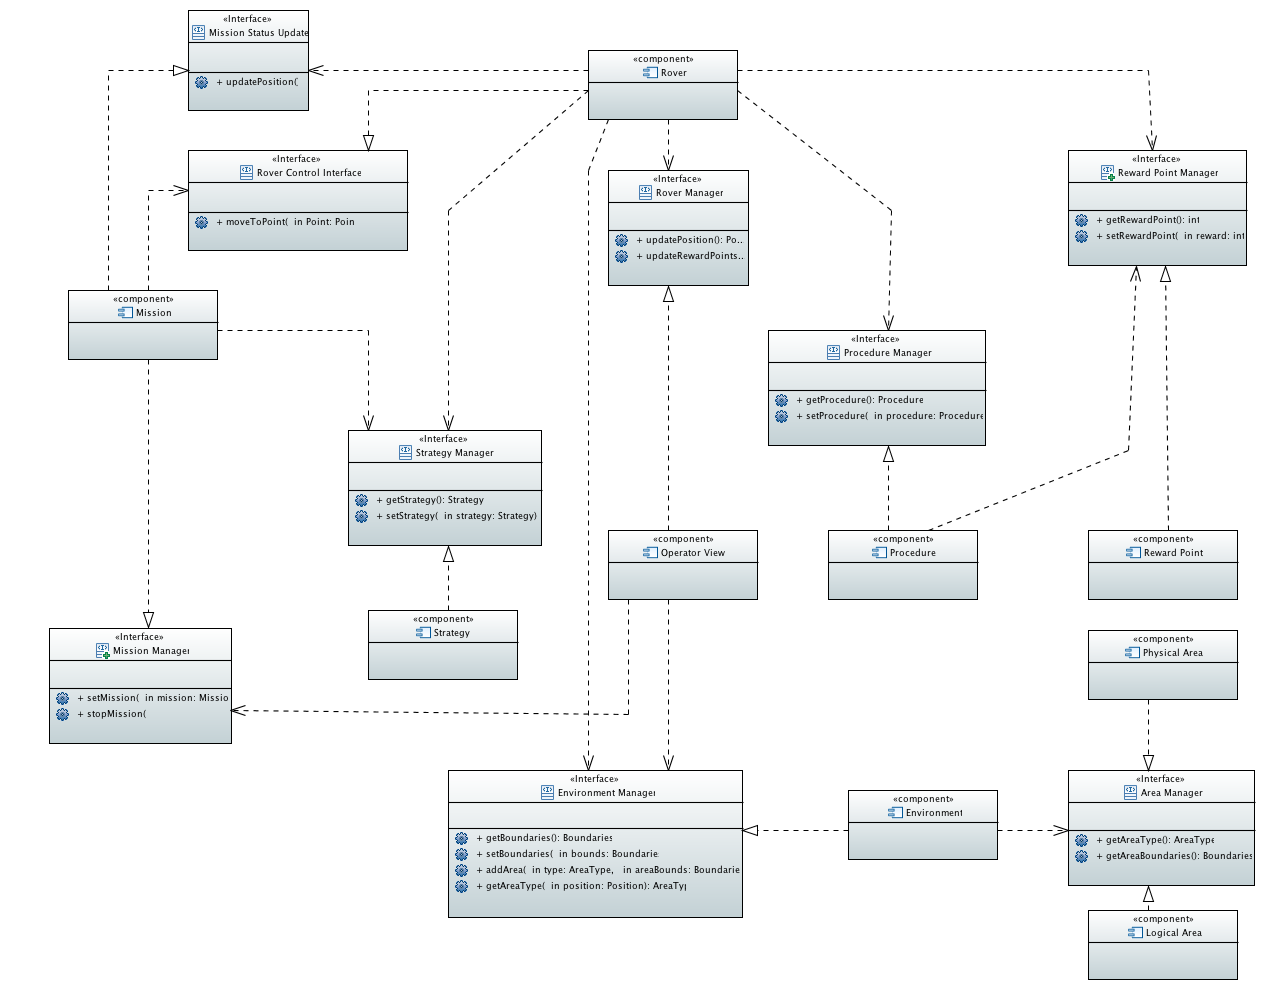 «Interface»
Mission Status Update
+ updatePosition(
«component»
Rover
«Interface»
Rover Control Interface
+ moveToPoint( in Point: Poin
«Interface»
Rover Manager
+ updatePosition(): Po..
+ updateRewardPoints..
«Interface»
Reward Point Manager
+ getRewardPoint(): int
+ setRewardPoint( in reward: int
«component»
Mission
«Interface»
Procedure Manager
+ getProcedure(): Procedure
+ setProcedure( in procedure: Procedure
«Interface»
Strategy Manager
+ getStrategy(): Strategy
+ setStrategy( in strategy: Strategy)
«component»
Operator View
«component»
Procedure
«component»
Reward Point
«component»
Strategy
«Interface»
Mission Manager
+ setMission( in mission: Missio
+ stopMission(
«component»
Physical Area
«Interface»
Environment Manager
+ getBoundaries(): Boundaries
+ setBoundaries( in bounds: Boundarie
+ addArea( in type: AreaType, in areaBounds: Boundarie
+ getAreaType( in position: Position): AreaTyp
«component»
Environment
«Interface»
Area Manager
+ getAreaType(): AreaType
+ getAreaBoundaries(): Boundaries
«component»
Logical Area